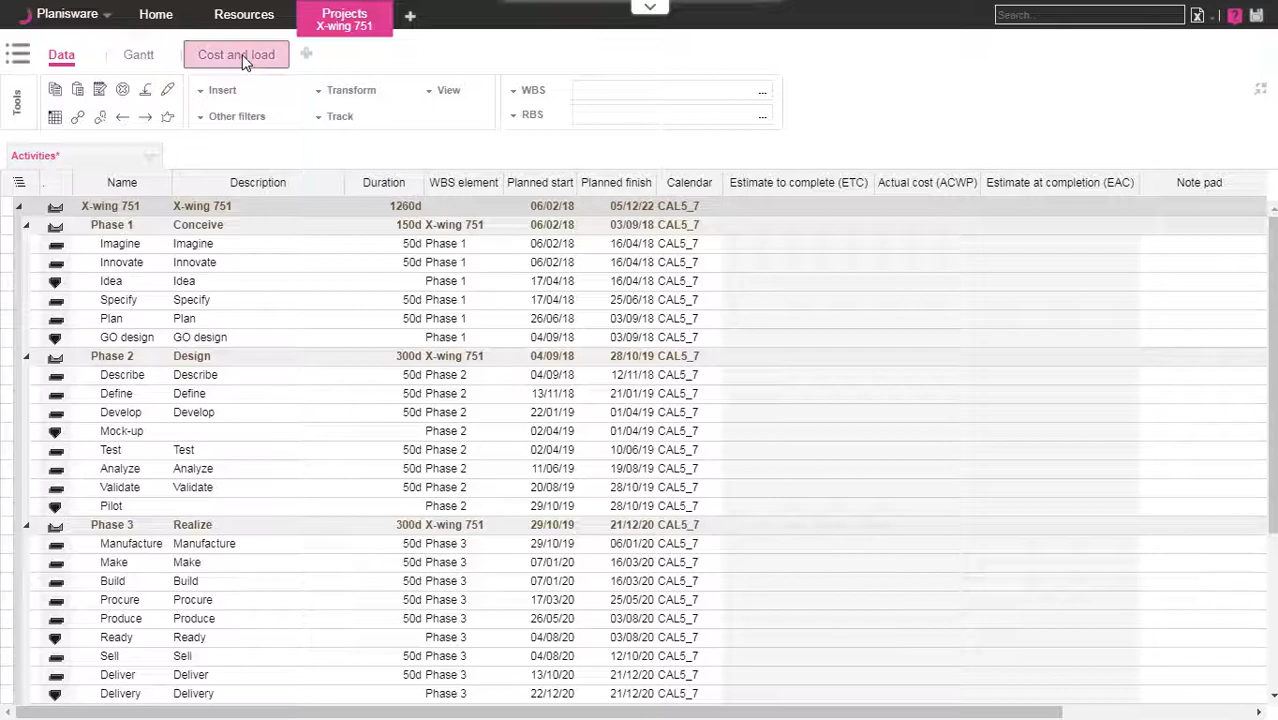 Planisware Home Resources Projects X-wing 751 + Search...
Data Gantt Cost and load
Tools Insert Transform View WBS ...
Other filters Track RBS ...
Activities*
. Name Description Duration WBS element Planned start Planned finish Calendar Estimate to complete (ETC) Actual cost (ACWP) Estimate at completion (EAC) Note pad
X-wing 751 X-wing 751 1260d 06/02/18 05/12/22 CAL5_7
Phase 1 Conceive 150d X-wing 751 06/02/18 03/09/18 CAL5_7
Imagine Imagine 50d Phase 1 06/02/18 16/04/18 CAL5_7
Innovate Innovate 50d Phase 1 06/02/18 16/04/18 CAL5_7
Idea Idea Phase 1 17/04/18 16/04/18 CAL5_7
Specify Specify 50d Phase 1 17/04/18 25/06/18 CAL5_7
Plan Plan 50d Phase 1 26/06/18 03/09/18 CAL5_7
GO design GO design Phase 1 04/09/18 03/09/18 CAL5_7
Phase 2 Design 300d X-wing 751 04/09/18 28/10/19 CAL5_7
Describe Describe 50d Phase 2 04/09/18 12/11/18 CAL5_7
Define Define 50d Phase 2 13/11/18 21/01/19 CAL5_7
Develop Develop 50d Phase 2 22/01/19 01/04/19 CAL5_7
Mock-up Phase 2 02/04/19 01/04/19 CAL5_7
Test Test 50d Phase 2 02/04/19 10/06/19 CAL5_7
Analyze Analyze 50d Phase 2 11/06/19 19/08/19 CAL5_7
Validate Validate 50d Phase 2 20/08/19 28/10/19 CAL5_7
Pilot Phase 2 29/10/19 28/10/19 CAL5_7
Phase 3 Realize 300d X-wing 751 29/10/19 21/12/20 CAL5_7
Manufacture Manufacture 50d Phase 3 29/10/19 06/01/20 CAL5_7
Make Make 50d Phase 3 07/01/20 16/03/20 CAL5_7
Build Build 50d Phase 3 07/01/20 16/03/20 CAL5_7
Procure Procure 50d Phase 3 17/03/20 25/05/20 CAL5_7
Produce Produce 50d Phase 3 26/05/20 03/08/20 CAL5_7
Ready Ready Phase 3 04/08/20 03/08/20 CAL5_7
Sell Sell 50d Phase 3 04/08/20 12/10/20 CAL5_7
Deliver Deliver 50d Phase 3 13/10/20 21/12/20 CAL5_7
Delivery Delivery Phase 3 22/12/20 21/12/20 CAL5_7